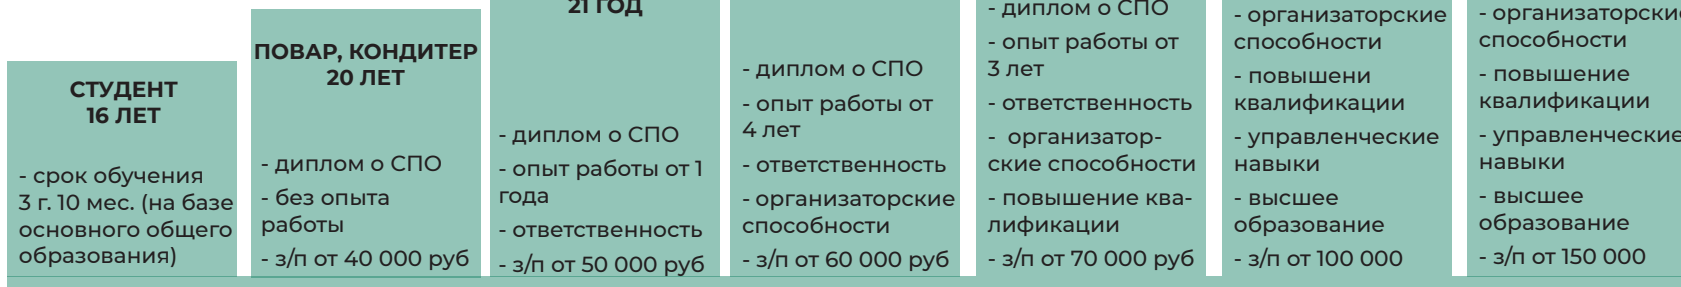 СТУДЕНТ
16 ЛЕТ
- срок обучения
3 г. 10 мес. (на базе
основного общего
образования)
ПОВАР, КОНДИТЕР
20 ЛЕТ
- диплом о СПО
- без опыта
работы
- з/п от 40 000 руб
21 ГОД
- диплом о СПО
- опыт работы от 1
года
- ответственность
- з/п от 50 000 руб
- диплом о СПО
- опыт работы от
4 лет
- ответственность
- организаторские
способности
- з/п от 60 000 руб
- диплом о СПО
- опыт работы от
3 лет
- ответственность
- организатор-
ские способности
- повышение ква-
лификации
- з/п от 70 000 руб
- организаторские
способности
- повышени
квалификации
- управленческие
навыки
- высшее
образование
- з/п от 100 000
- организаторские
способности
- повышение
квалификации
- управленческие
навыки
- высшее
образование
- з/п от 150 000